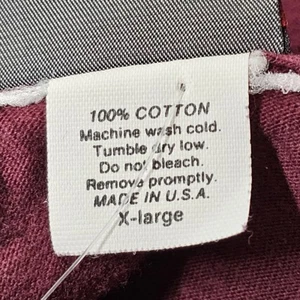 100% COTTON
Machine wash cold.
Tumble dry low.
Do not bleach.
Remove promptly.
MADE IN U.S.A.
X-large